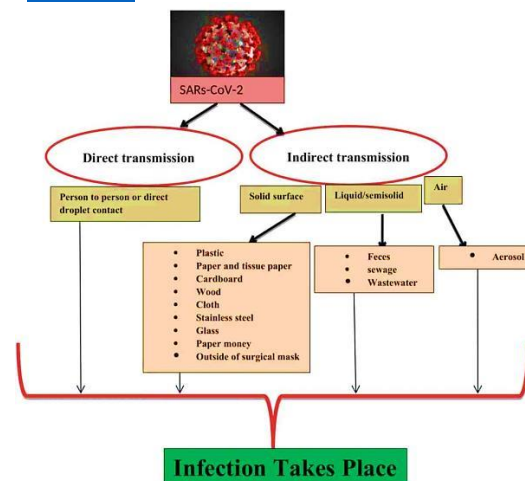 SARs-CoV-2
Direct transmission
Indirect transmission
Person to person or direct
droplet contact
Solid surface
Liquid/semisolid
Air
• Plastic
• Paper and tissue paper
• Cardboard
• Wood
• Cloth
• Stainless steel
• Glass
• Paper money
• Outside of surgical mask
• Feces
• sewage
• Wastewater
• Aerosol
Infection Takes Place